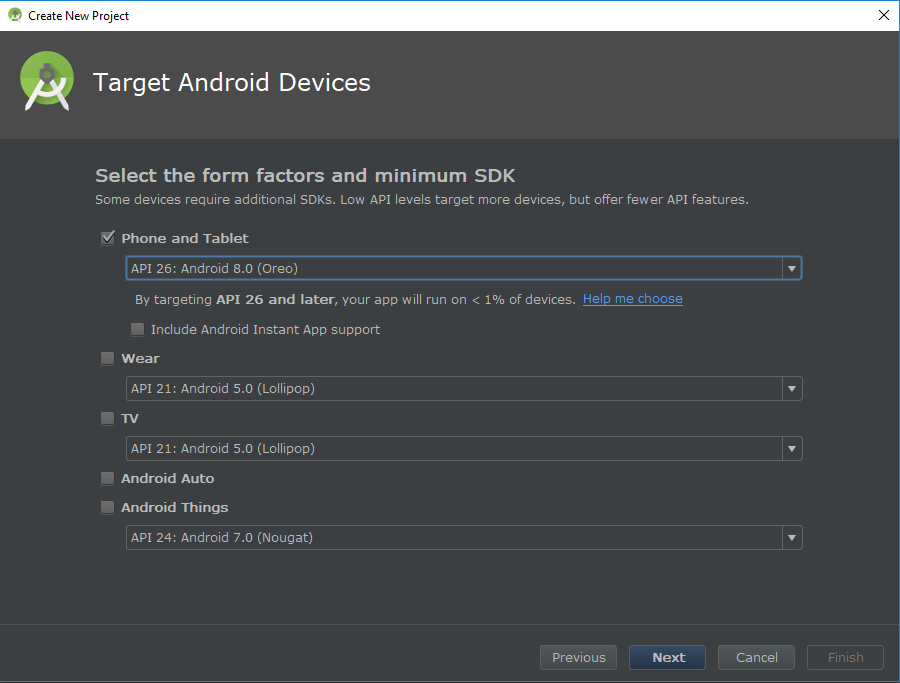 Create New Project
Target Android Devices
Select the form factors and minimum SDK
Some devices require additional SDKs. Low API levels target more devices, but offer fewer API features.
Phone and Tablet
API 26: Android 8.0 (Oreo)
By targeting API 26 and later, your app will run on < 1% of devices. Help me choose
Include Android Instant App support
Wear
API 21: Android 5.0 (Lollipop)
TV
API 21: Android 5.0 (Lollipop)
Android Auto
Android Things
API 24: Android 7.0 (Nougat)
Previous Next Cancel Finish